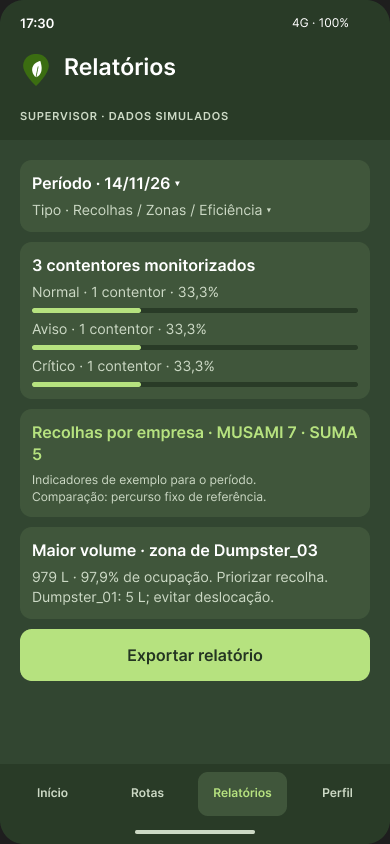 17:30
4G · 100%
Relatórios
SUPERVISOR · DADOS SIMULADOS
Período · 14/11/26 ▾
Tipo · Recolhas / Zonas / Eficiência ▾
3 contentores monitorizados
Normal · 1 contentor · 33,3%
Aviso · 1 contentor · 33,3%
Crítico · 1 contentor · 33,3%
Recolhas por empresa · MUSAMI 7 · SUMA
5
Indicadores de exemplo para o período.
Comparação: percurso fixo de referência.
Maior volume · zona de Dumpster_03
979 L · 97,9% de ocupação. Priorizar recolha.
Dumpster_01: 5 L; evitar deslocação.
Exportar relatório
Início
Rotas
Relatórios
Perfil